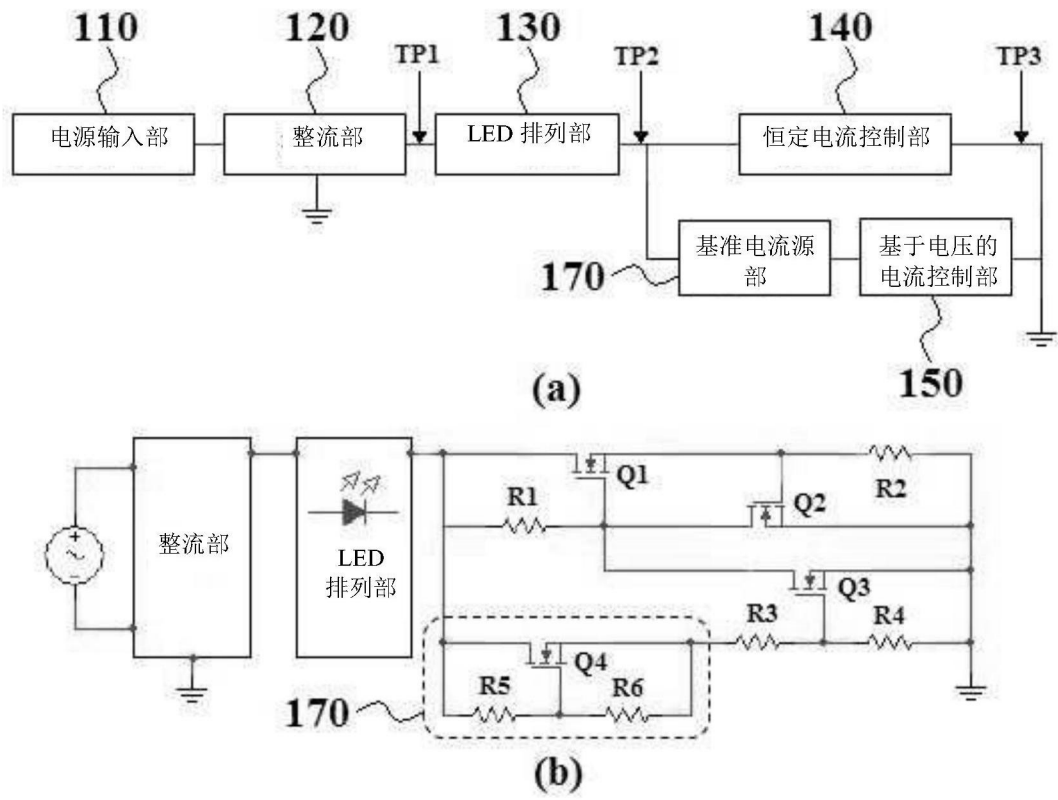 110
120
130
140
TP1
TP2
TP3
电源输入部
整流部
LED 排列部
恒定电流控制部
基准电流源
部
基于电压的
电流控制部
170
150
(a)
Q1
R2
R1
Q2
整流部
LED
排列部
Q3
R3
R4
Q4
R5
R6
170
(b)